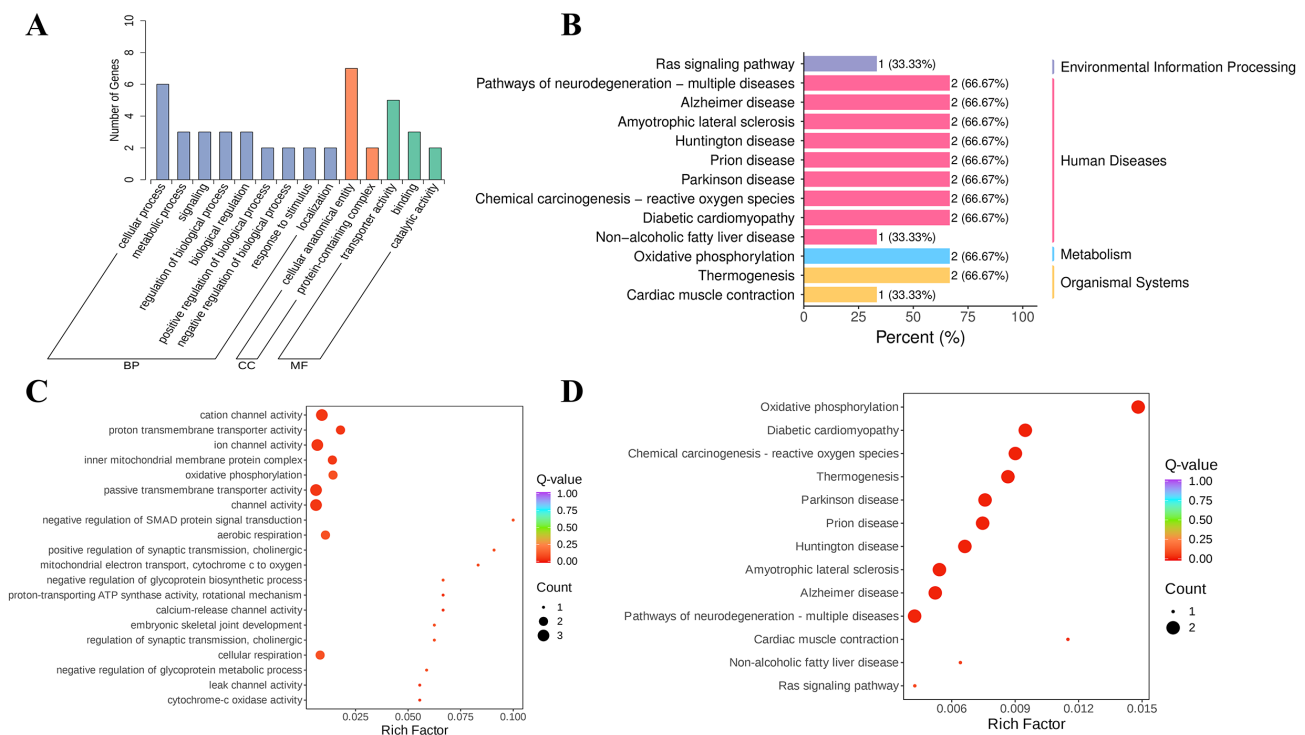 A
Number of Genes
10
8
6
4
2
0
cellular process
metabolic process
signaling
regulation of biological process
biological regulation
positive regulation of biological process
negative regulation of biological process
response to stimulus
localization
cellular anatomical entity
protein-containing complex
transporter activity
binding
catalytic activity
BP
CC
MF
B
Ras signaling pathway
1 (33.33%)
Pathways of neurodegeneration − multiple diseases
2 (66.67%)
Alzheimer disease
2 (66.67%)
Amyotrophic lateral sclerosis
2 (66.67%)
Huntington disease
2 (66.67%)
Prion disease
2 (66.67%)
Parkinson disease
2 (66.67%)
Chemical carcinogenesis − reactive oxygen species
2 (66.67%)
Diabetic cardiomyopathy
2 (66.67%)
Non−alcoholic fatty liver disease
1 (33.33%)
Oxidative phosphorylation
2 (66.67%)
Thermogenesis
2 (66.67%)
Cardiac muscle contraction
1 (33.33%)
0
25
50
75
100
Percent (%)
Environmental Information Processing
Human Diseases
Metabolism
Organismal Systems
C
cation channel activity
proton transmembrane transporter activity
ion channel activity
inner mitochondrial membrane protein complex
oxidative phosphorylation
passive transmembrane transporter activity
channel activity
negative regulation of SMAD protein signal transduction
aerobic respiration
positive regulation of synaptic transmission, cholinergic
mitochondrial electron transport, cytochrome c to oxygen
negative regulation of glycoprotein biosynthetic process
proton-transporting ATP synthase activity, rotational mechanism
calcium-release channel activity
embryonic skeletal joint development
regulation of synaptic transmission, cholinergic
cellular respiration
negative regulation of glycoprotein metabolic process
leak channel activity
cytochrome-c oxidase activity
0.025
0.050
0.075
0.100
Rich Factor
Q-value
1.00
0.75
0.50
0.25
0.00
Count
1
2
3
D
Oxidative phosphorylation
Diabetic cardiomyopathy
Chemical carcinogenesis - reactive oxygen species
Thermogenesis
Parkinson disease
Prion disease
Huntington disease
Amyotrophic lateral sclerosis
Alzheimer disease
Pathways of neurodegeneration - multiple diseases
Cardiac muscle contraction
Non-alcoholic fatty liver disease
Ras signaling pathway
0.006
0.009
0.012
0.015
Rich Factor
Q-value
1.00
0.75
0.50
0.25
0.00
Count
1
2